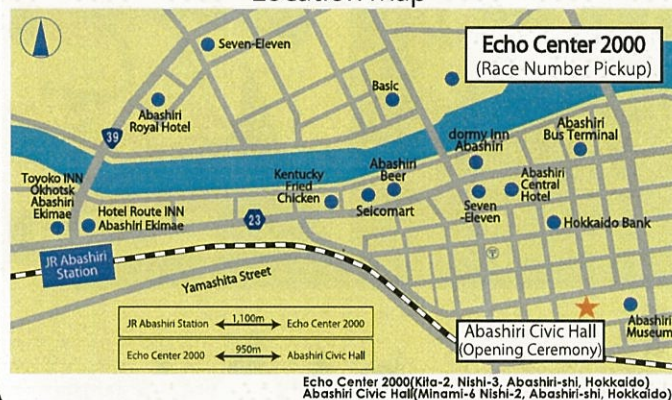 Location Map
Echo Center 2000
(Race Number Pickup)
Seven-Eleven
Abashiri
Royal Hotel
Basic
39
dormy inn
Abashiri
Abashiri
Bus Terminal
Toyoko INN
Okhotsk
Abashiri
Ekimae
Hotel Route INN
Abashiri Ekimae
Kentucky
Fried
Chicken
Abashiri
Beer
Seicomart
Seven
-Eleven
Abashiri
Central
Hotel
Hokkaido Bank
23
JR Abashiri
Station
Yamashita Street
JR Abashiri Station 1,100m Echo Center 2000
Echo Center 2000 950m Abashiri Civic Hall
Abashiri Civic Hall
(Opening Ceremony)
Abashiri
Museum
Echo Center 2000(Kita-2, Nishi-3, Abashiri-shi, Hokkaido)
Abashiri Civic Hall(Minami-6 Nishi-2, Abashiri-shi, Hokkaido)